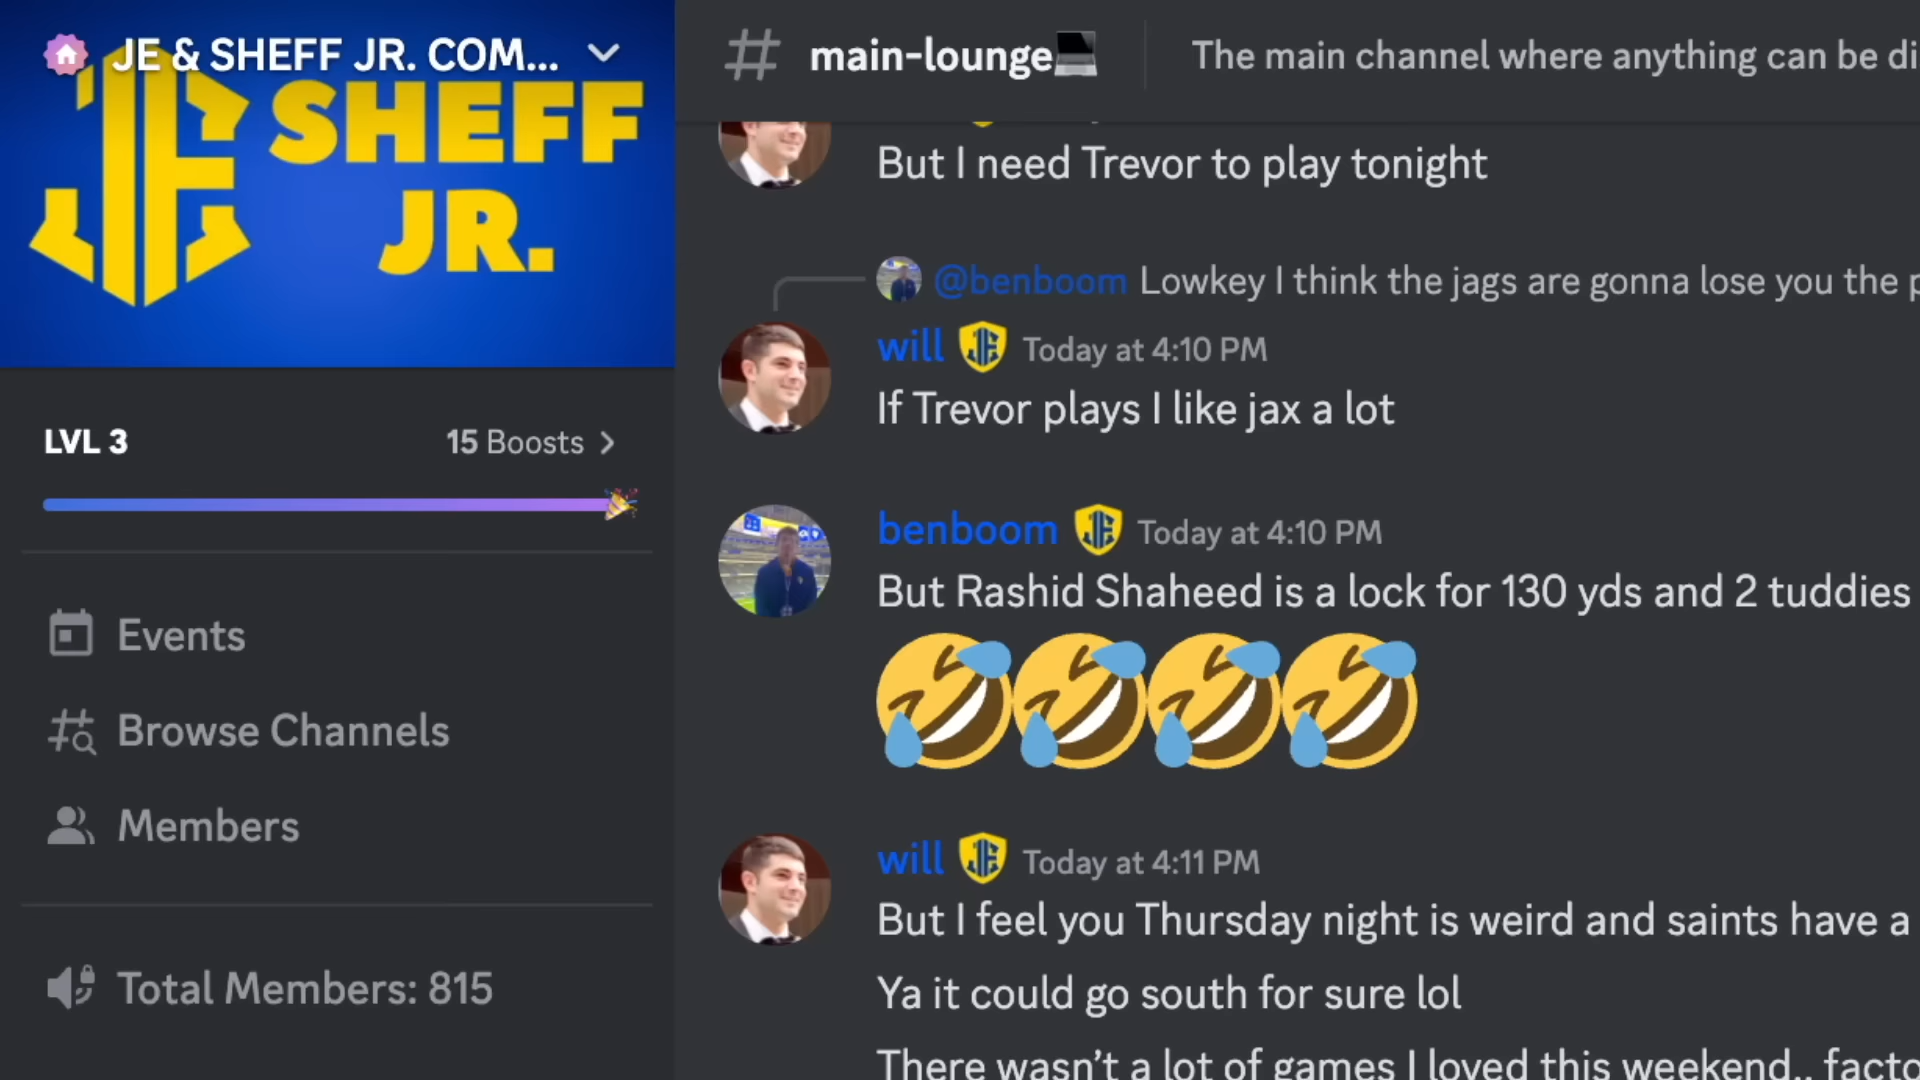 JE & SHEFF JR. COM...
JE SHEFF
JR.
LVL 3
15 Boosts
Events
Browse Channels
Members
Total Members: 815
main-lounge
The main channel where anything can be
But I need Trevor to play tonight
@benboom Lowkey I think the jags are gonna lose you the
will JE Today at 4:10 PM
If Trevor plays I like jax a lot
benboom JE Today at 4:10 PM
But Rashid Shaheed is a lock for 130 yds and 2 tuddies
will JE Today at 4:11 PM
But I feel you Thursday night is weird and saints have a
Ya it could go south for sure lol
There wasn't a lot of games I loved this weekend..